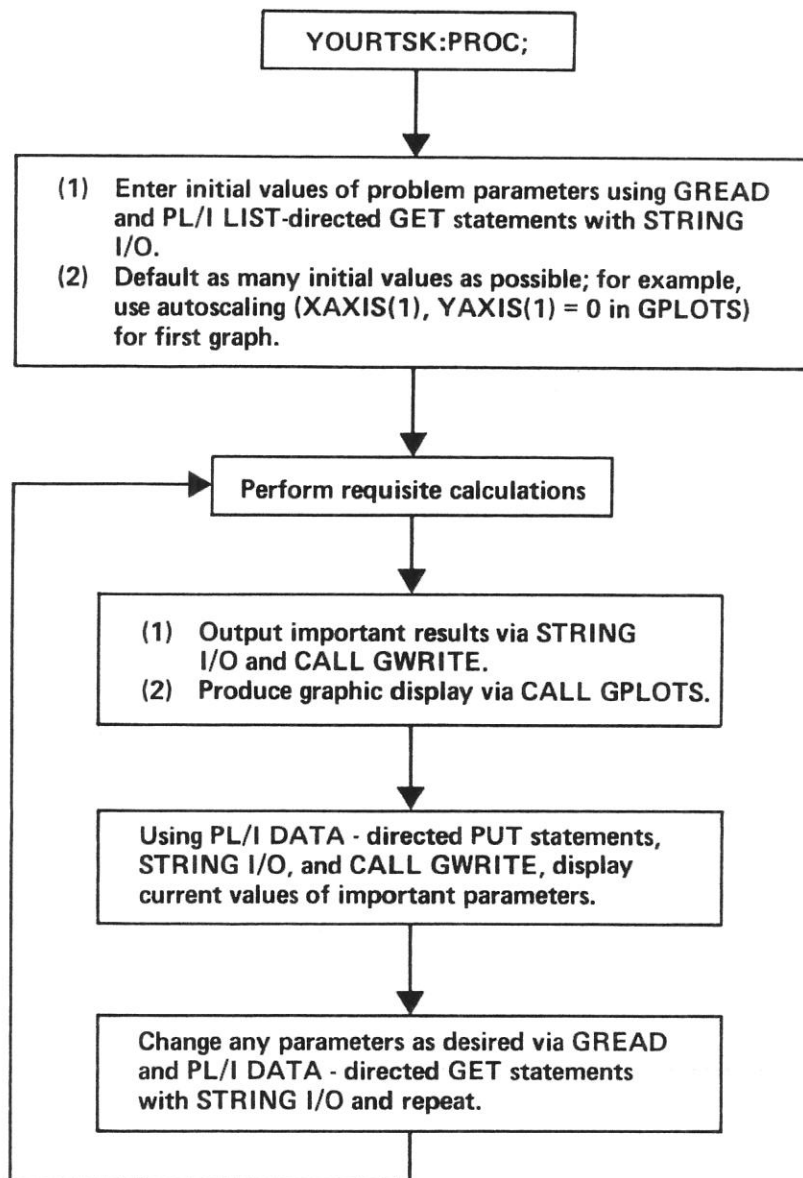 YOURTSK:PROC;
(1) Enter initial values of problem parameters using GREAD
and PL/I LIST-directed GET statements with STRING
I/O.
(2) Default as many initial values as possible; for example,
use autoscaling (XAXIS(1), YAXIS(1) = 0 in GPLOTS)
for first graph.
Perform requisite calculations
(1) Output important results via STRING
I/O and CALL GWRITE.
(2) Produce graphic display via CALL GPLOTS.
Using PL/I DATA - directed PUT statements,
STRING I/O, and CALL GWRITE, display
current values of important parameters.
Change any parameters as desired via GREAD
and PL/I DATA - directed GET statements
with STRING I/O and repeat.